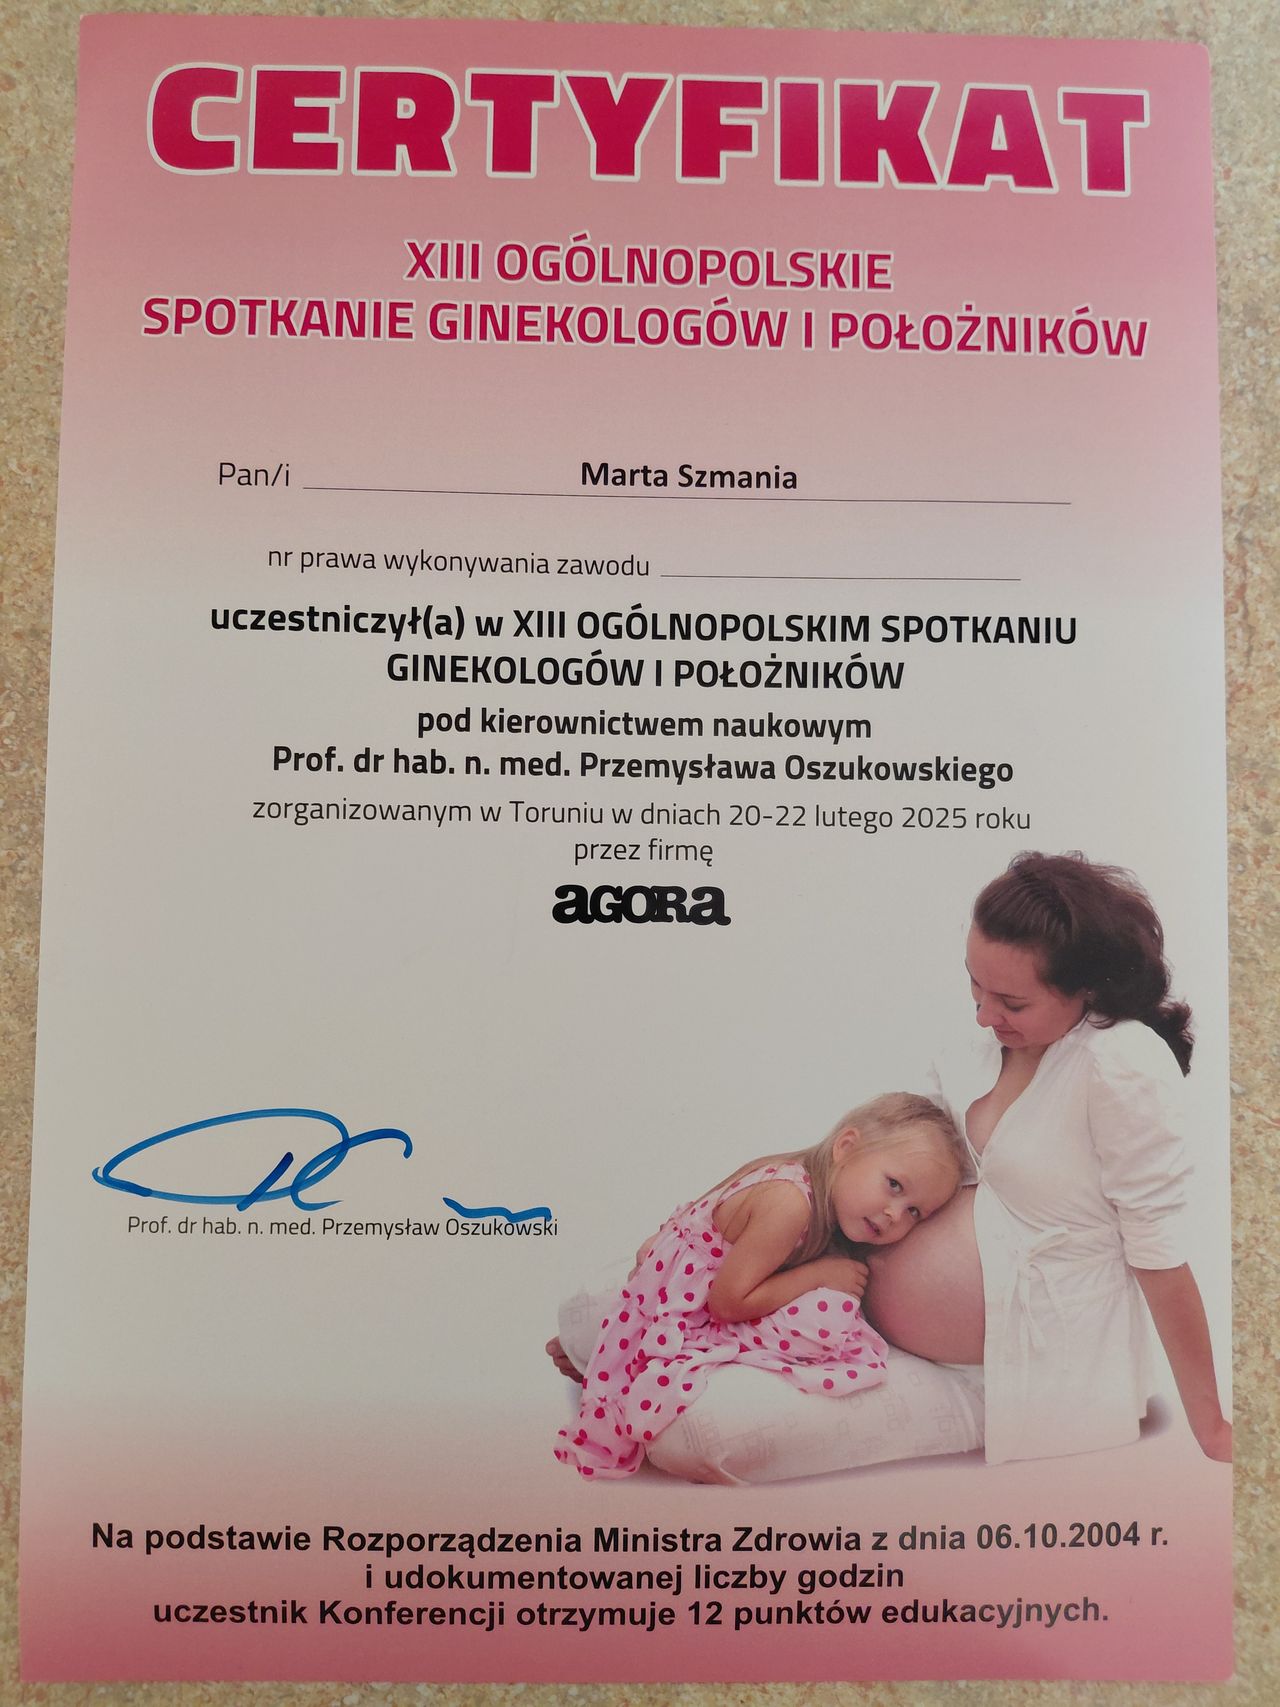 CERTYFIKAT
XIII OGÓLNOPOLSKIE
SPOTKANIE GINEKOLOGÓW I POŁOŻNIKÓW
Pan/i Marta Szmania
nr prawa wykonywania zawodu
uczestniczył(a) w XIII OGÓLNOPOLSKIM SPOTKANIU
GINEKOLOGÓW I POŁOŻNIKÓW
pod kierownictwem naukowym
Prof. dr hab. n. med. Przemysława Oszukowskiego
zorganizowanym w Toruniu w dniach 20-22 lutego 2025 roku
przez firmę
AGORA
Prof. dr hab. n. med. Przemysław Oszukowski
Na podstawie Rozporządzenia Ministra Zdrowia z dnia 06.10.2004 r.
i udokumentowanej liczby godzin
uczestnik Konferencji otrzymuje 12 punktów edukacyjnych.